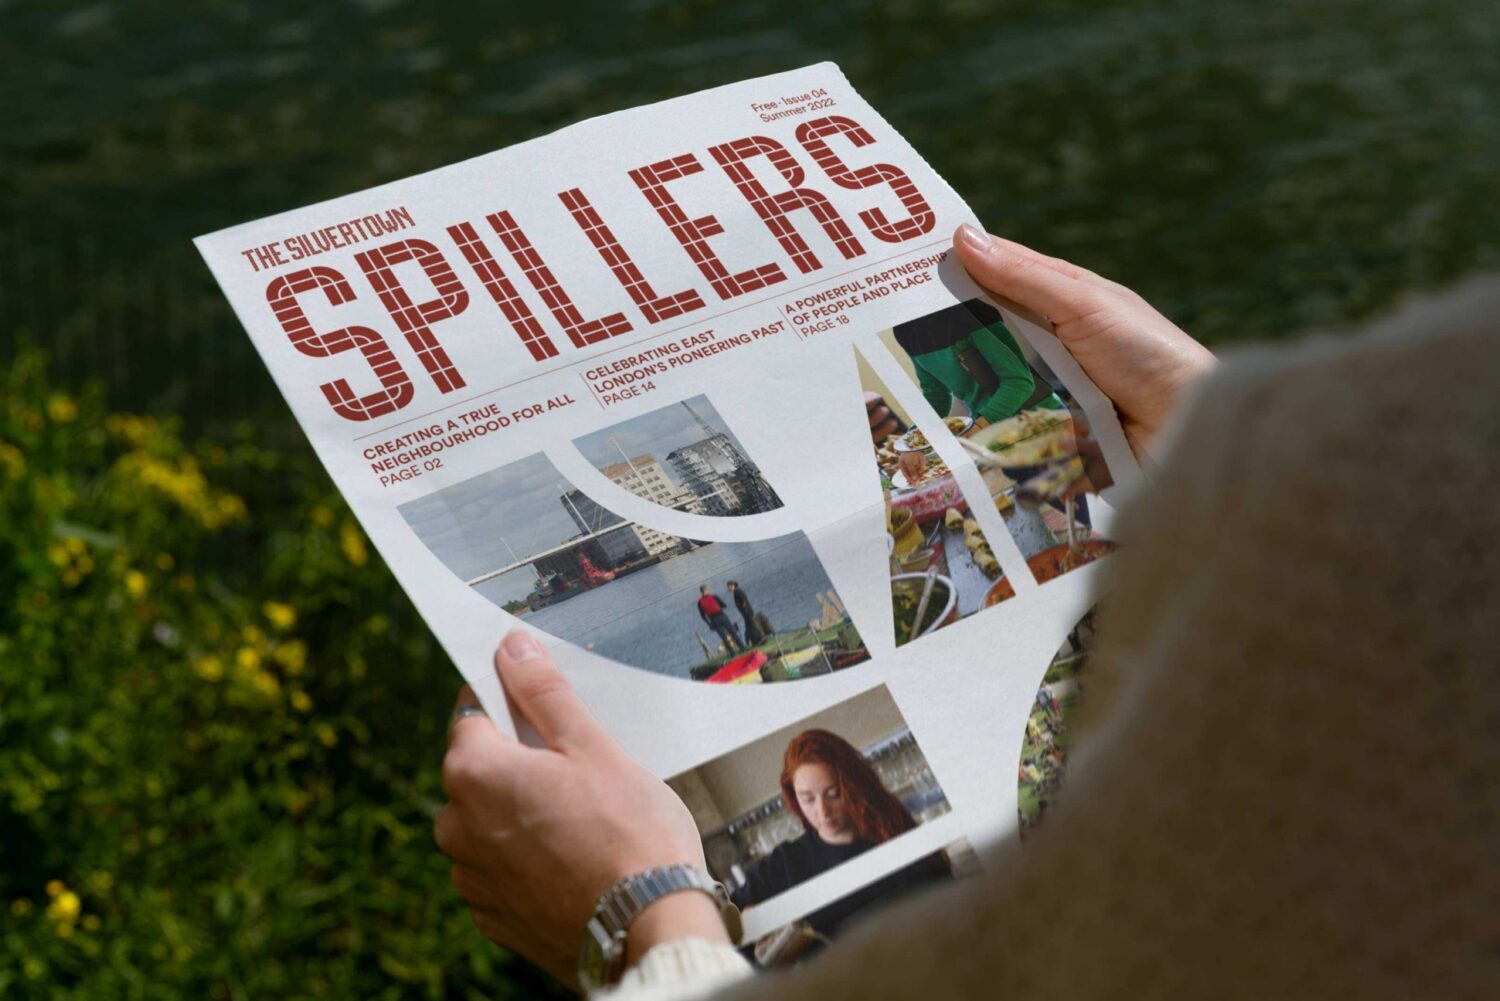 Free · Issue 04
Summer 2022
THE SILVERTOWN
SPILLERS
CREATING A TRUE
NEIGHBOURHOOD FOR ALL
PAGE 02
CELEBRATING EAST
LONDON'S PIONEERING PAST
PAGE 14
A POWERFUL PARTNERSHIP
OF PEOPLE AND PLACE
PAGE 18